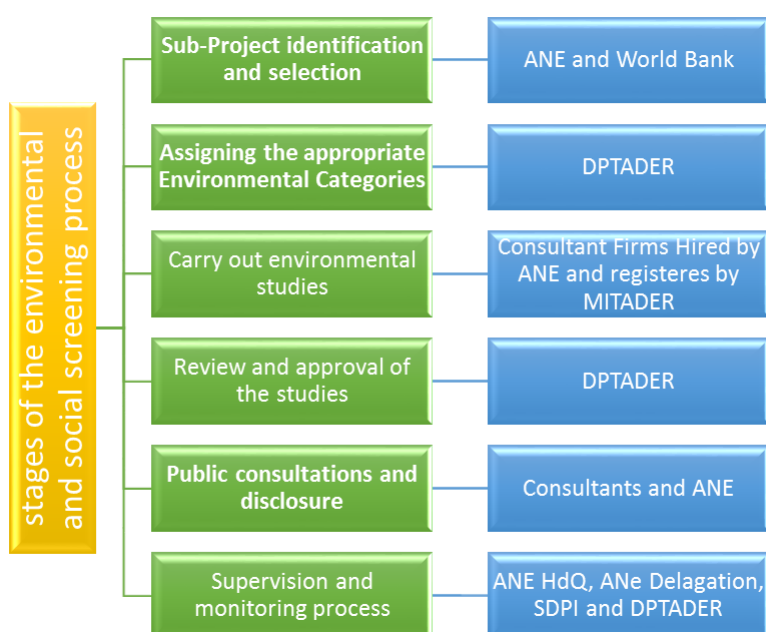 stages of the environmental
and social screening process
Sub-Project identification
and selection
ANE and World Bank
Assigning the appropriate
Environmental Categories
DPTADER
Carry out environmental
studies
Consultant Firms Hired by
ANE and registeres by
MITADER
Review and approval of
the studies
DPTADER
Public consultations and
disclosure
Consultants and ANE
Supervision and
monitoring process
ANE HdQ, ANe Delagation,
SDPI and DPTADER